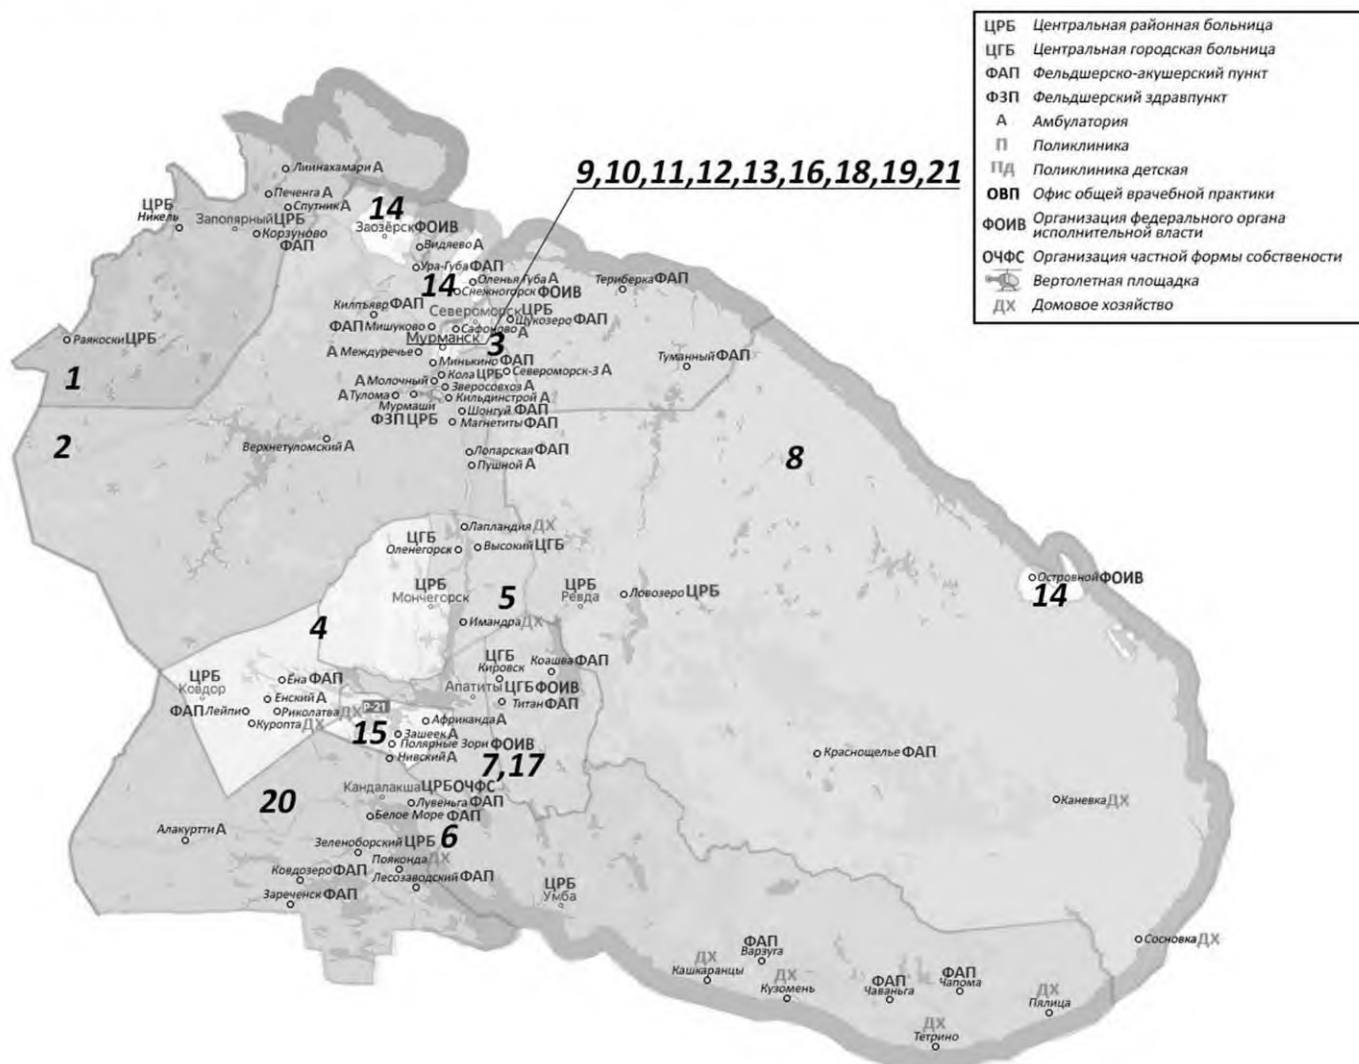 ЦРБ Центральная районная больница
ЦГБ Центральная городская больница
ФАП Фельдшерско-акушерский пункт
ФЗП Фельдшерский здравпункт
А Амбулатория
П Поликлиника
Пд Поликлиника детская
ОВП Офис общей врачебной практики
ФОИВ Организация федерального органа
исполнительной власти
ОЧФС Организация частной формы собствености
Вертолетная площадка
ДХ Домовое хозяйство
9,10,11,12,13,16,18,19,21
Лиинахамари А
Печенга А
Спутник А
ЦРБ
Никель
Заполярный ЦРБ
Корзуново
ФАП
14
Заозёрск ФОИВ
Видяево А
Ура-Губа ФАП
Оленья Губа А
14
Снежногорск ФОИВ
Териберка ФАП
Килпъявр ФАП
Североморск ЦРБ
Щукозеро ФАП
ФАП Мишуково
Сафоново А
Мурманск
3
Раякоски ЦРБ
А Междуречье
Минькино ФАП
Туманный ФАП
1
Кола ЦРБ
Североморск-3 А
А Молочный
Зверосовхоз А
А Тулома
Кильдинстрой А
Мурмаши
Шонгуй ФАП
ФЗП ЦРБ
Магнетиты ФАП
2
Верхнетуломский А
Лопарская ФАП
Пушной А
8
Лапландия ДХ
ЦГБ
Оленегорск
Высокий ЦГБ
ЦРБ
Мончегорск
5
ЦРБ
Ревда
Ловозеро ЦРБ
Островной ФОИВ
14
4
Имандра ДХ
ЦГБ
Кировск
Коашва ФАП
ЦРБ
Ковдор
Ёна ФАП
Апатиты ЦГБ ФОИВ
Енский А
Титан ФАП
ФАП Лейпи
Риколатва ДХ
Р-21
Куропта ДХ
Африканда А
15
Зашеек А
Полярные Зори ФОИВ
Нивский А
7,17
Краснощелье ФАП
20
Кандалакша ЦРБ ОЧФС
Лувеньга ФАП
Каневка ДХ
Белое Море ФАП
Алакуртти А
6
Зеленоборский ЦРБ
Пояконда ДХ
Ковдозеро ФАП
Лесозаводский ФАП
Зареченск ФАП
ЦРБ
Умба
Сосновка ДХ
ФАП
Варзуга
ДХ
Кашкаранцы
ДХ
Кузомень
ФАП
Чаваньга
ФАП
Чапома
ДХ
Пялица
ДХ
Тетрино